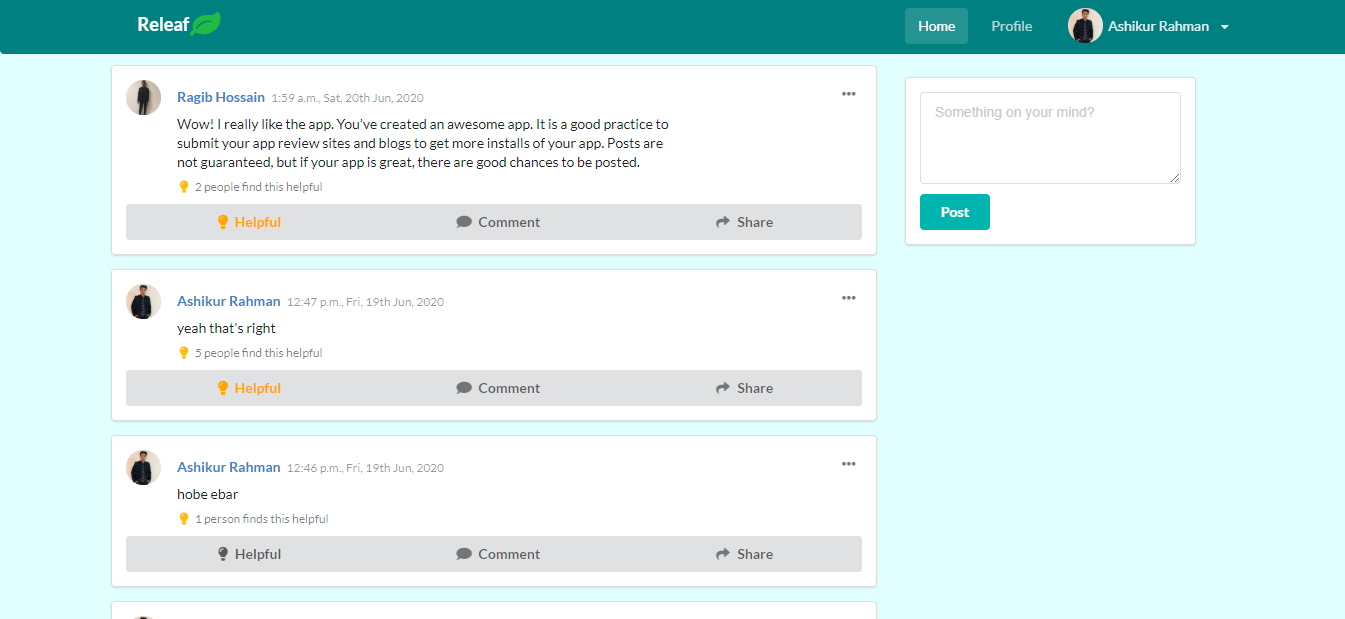 Releaf
Home Profile Ashikur Rahman
Ragib Hossain 1:59 a.m., Sat, 20th Jun, 2020
Wow! I really like the app. You've created an awesome app. It is a good practice to
submit your app review sites and blogs to get more installs of your app. Posts are
not guaranteed, but if your app is great, there are good chances to be posted.
2 people find this helpful
Helpful Comment Share
Something on your mind?
Post
Ashikur Rahman 12:47 p.m., Fri, 19th Jun, 2020
yeah that's right
5 people find this helpful
Helpful Comment Share
Ashikur Rahman 12:46 p.m., Fri, 19th Jun, 2020
hobe ebar
1 person finds this helpful
Helpful Comment Share